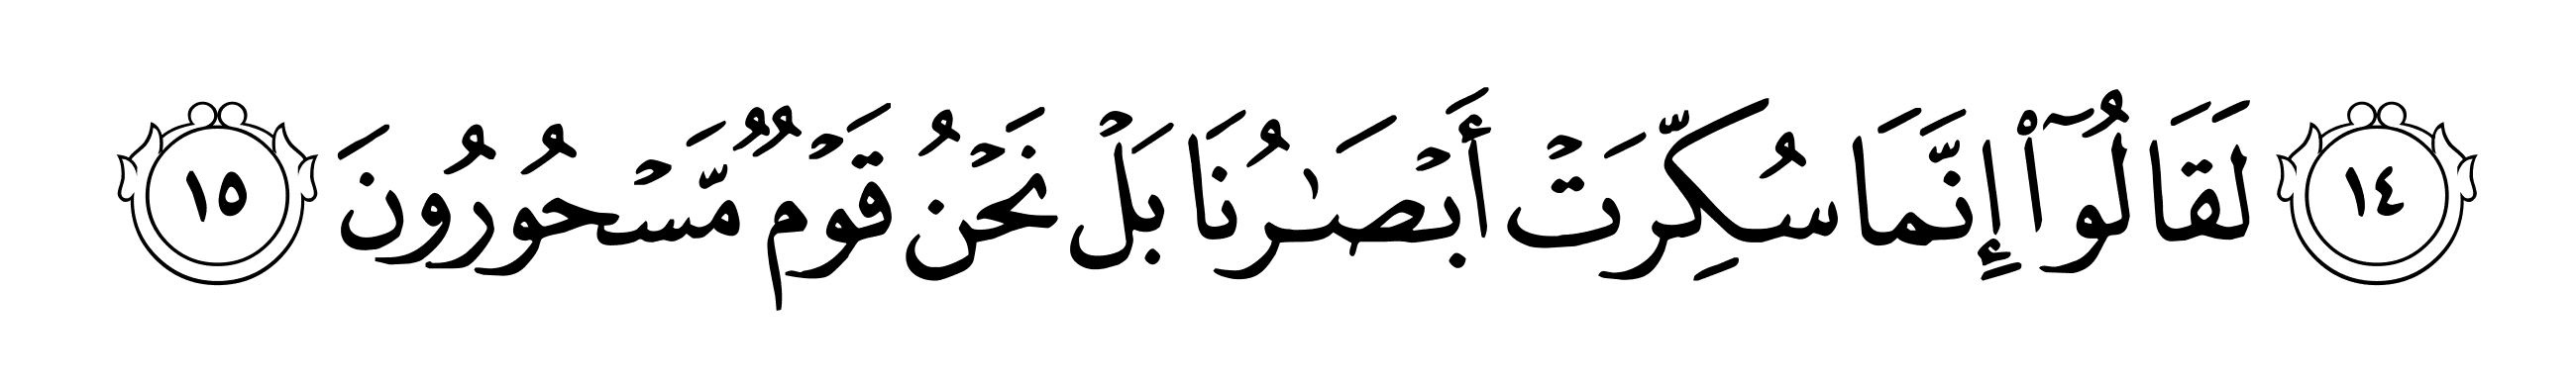 ١٤ لَقَالُوٓا۟ إِنَّمَا سُكِّرَتْ أَبْصَـٰرُنَا بَلْ نَحْنُ قَوْمٌ مَّسْحُورُونَ ١٥